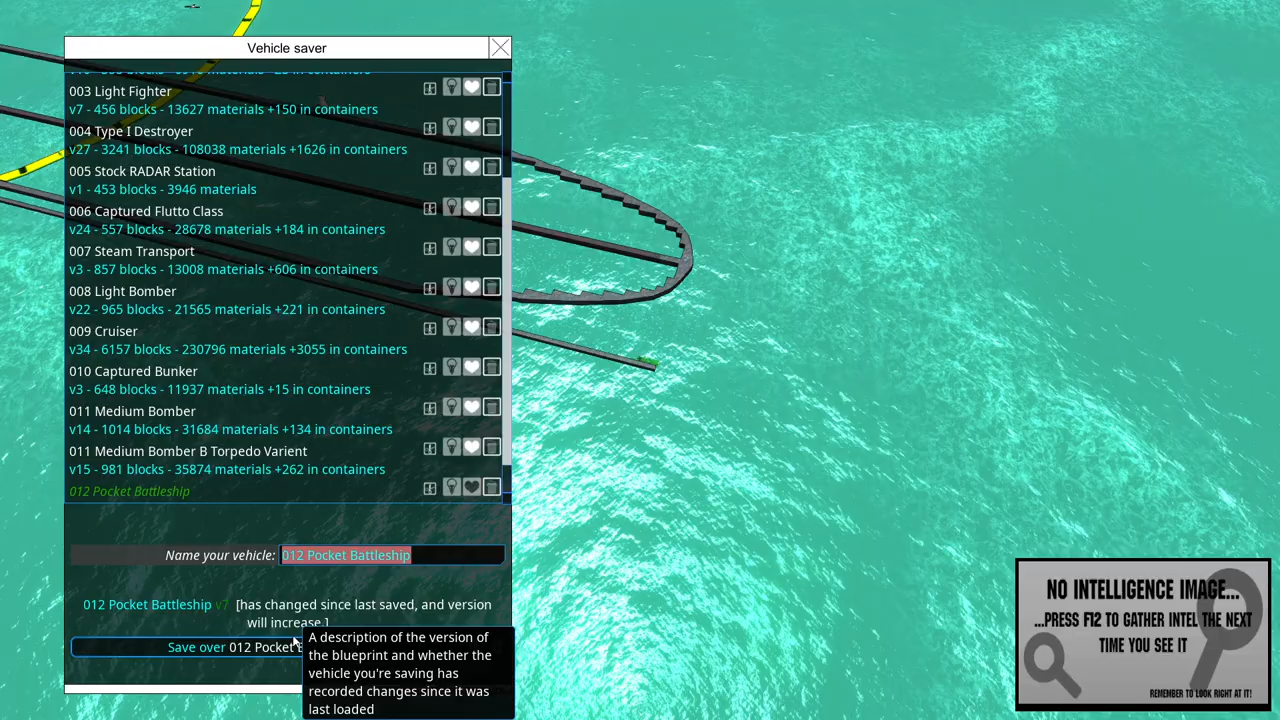 Vehicle saver
003 Light Fighter
v7 - 456 blocks - 13627 materials +150 in containers
004 Type I Destroyer
v27 - 3241 blocks - 108038 materials +1626 in containers
005 Stock RADAR Station
v1 - 453 blocks - 3946 materials
006 Captured Flutto Class
v24 - 557 blocks - 28678 materials +184 in containers
007 Steam Transport
v3 - 857 blocks - 13008 materials +606 in containers
008 Light Bomber
v22 - 965 blocks - 21565 materials +221 in containers
009 Cruiser
v34 - 6157 blocks - 230796 materials +3055 in containers
010 Captured Bunker
v3 - 648 blocks - 11937 materials +15 in containers
011 Medium Bomber
v14 - 1014 blocks - 31684 materials +134 in containers
011 Medium Bomber B Torpedo Varient
v15 - 981 blocks - 35874 materials +262 in containers
012 Pocket Battleship
Name your vehicle: 012 Pocket Battleship
012 Pocket Battleship v7 [has changed since last saved, and version
will increase.]
Save over 012 Pocket
A description of the version of
the blueprint and whether the
vehicle you're saving has
recorded changes since it was
last loaded
NO INTELLIGENCE IMAGE...
...PRESS F12 TO GATHER INTEL THE NEXT
TIME YOU SEE IT
REMEMBER TO LOOK RIGHT AT IT!